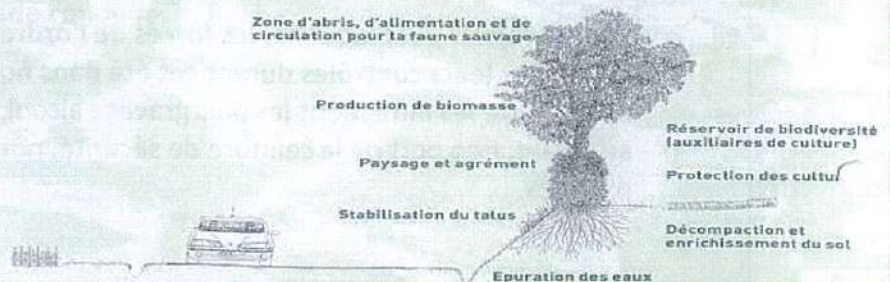 Zone d'abris, d'alimentation et de
circulation pour la faune sauvage
Production de biomasse
Paysage et agrément
Stabilisation du talus
Réservoir de biodiversité
(auxiliaires de culture)
Protection des cultur
Décompaction et
enrichissement du sol
Epuration des eaux